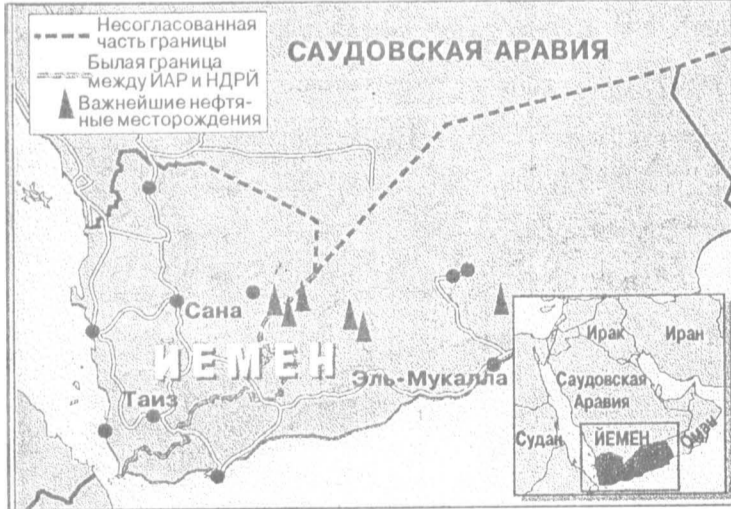 Несогласованная
часть границы
Былая граница
между ЙАР и НДРЙ
Важнейшие нефтя-
ные месторождения
САУДОВСКАЯ АРАВИЯ
Сана
ЙЕМЕН
Эль-Мукалла
Таиз
Ирак
Иран
Саудовская
Аравия
Судан
ЙЕМЕН
Оман